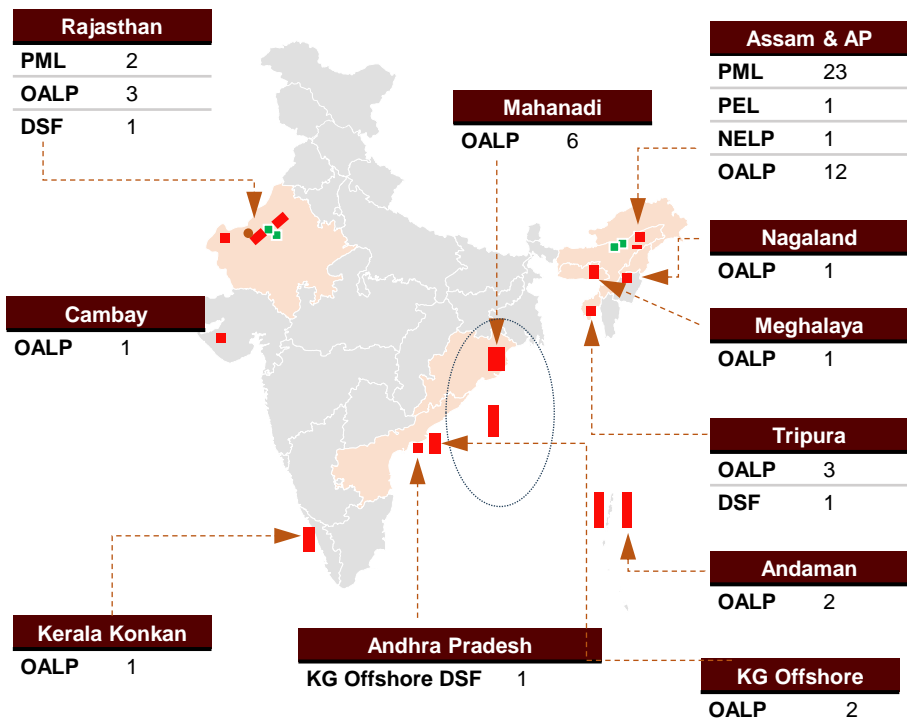 Rajasthan
PML 2
OALP 3
DSF 1
Mahanadi
OALP 6
Assam & AP
PML 23
PEL 1
NELP 1
OALP 12
Nagaland
OALP 1
Cambay
OALP 1
Meghalaya
OALP 1
Tripura
OALP 3
DSF 1
Andaman
OALP 2
Kerala Konkan
OALP 1
Andhra Pradesh
KG Offshore DSF 1
KG Offshore
OALP 2